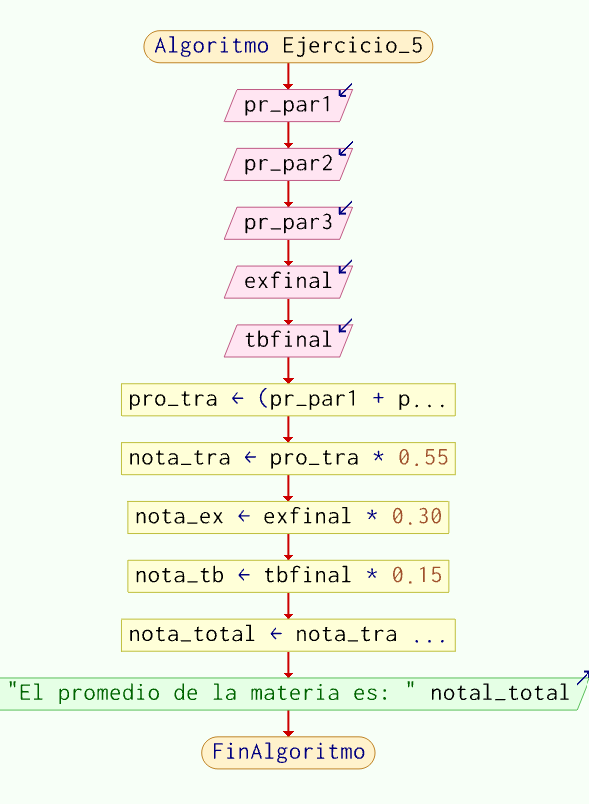 Algoritmo Ejercicio_5
pr_par1
pr_par2
pr_par3
exfinal
tbfinal
pro_tra ← (pr_par1 + p...
nota_tra ← pro_tra * 0.55
nota_ex ← exfinal * 0.30
nota_tb ← tbfinal * 0.15
nota_total ← nota_tra ...
"El promedio de la materia es: " notal_total
FinAlgoritmo